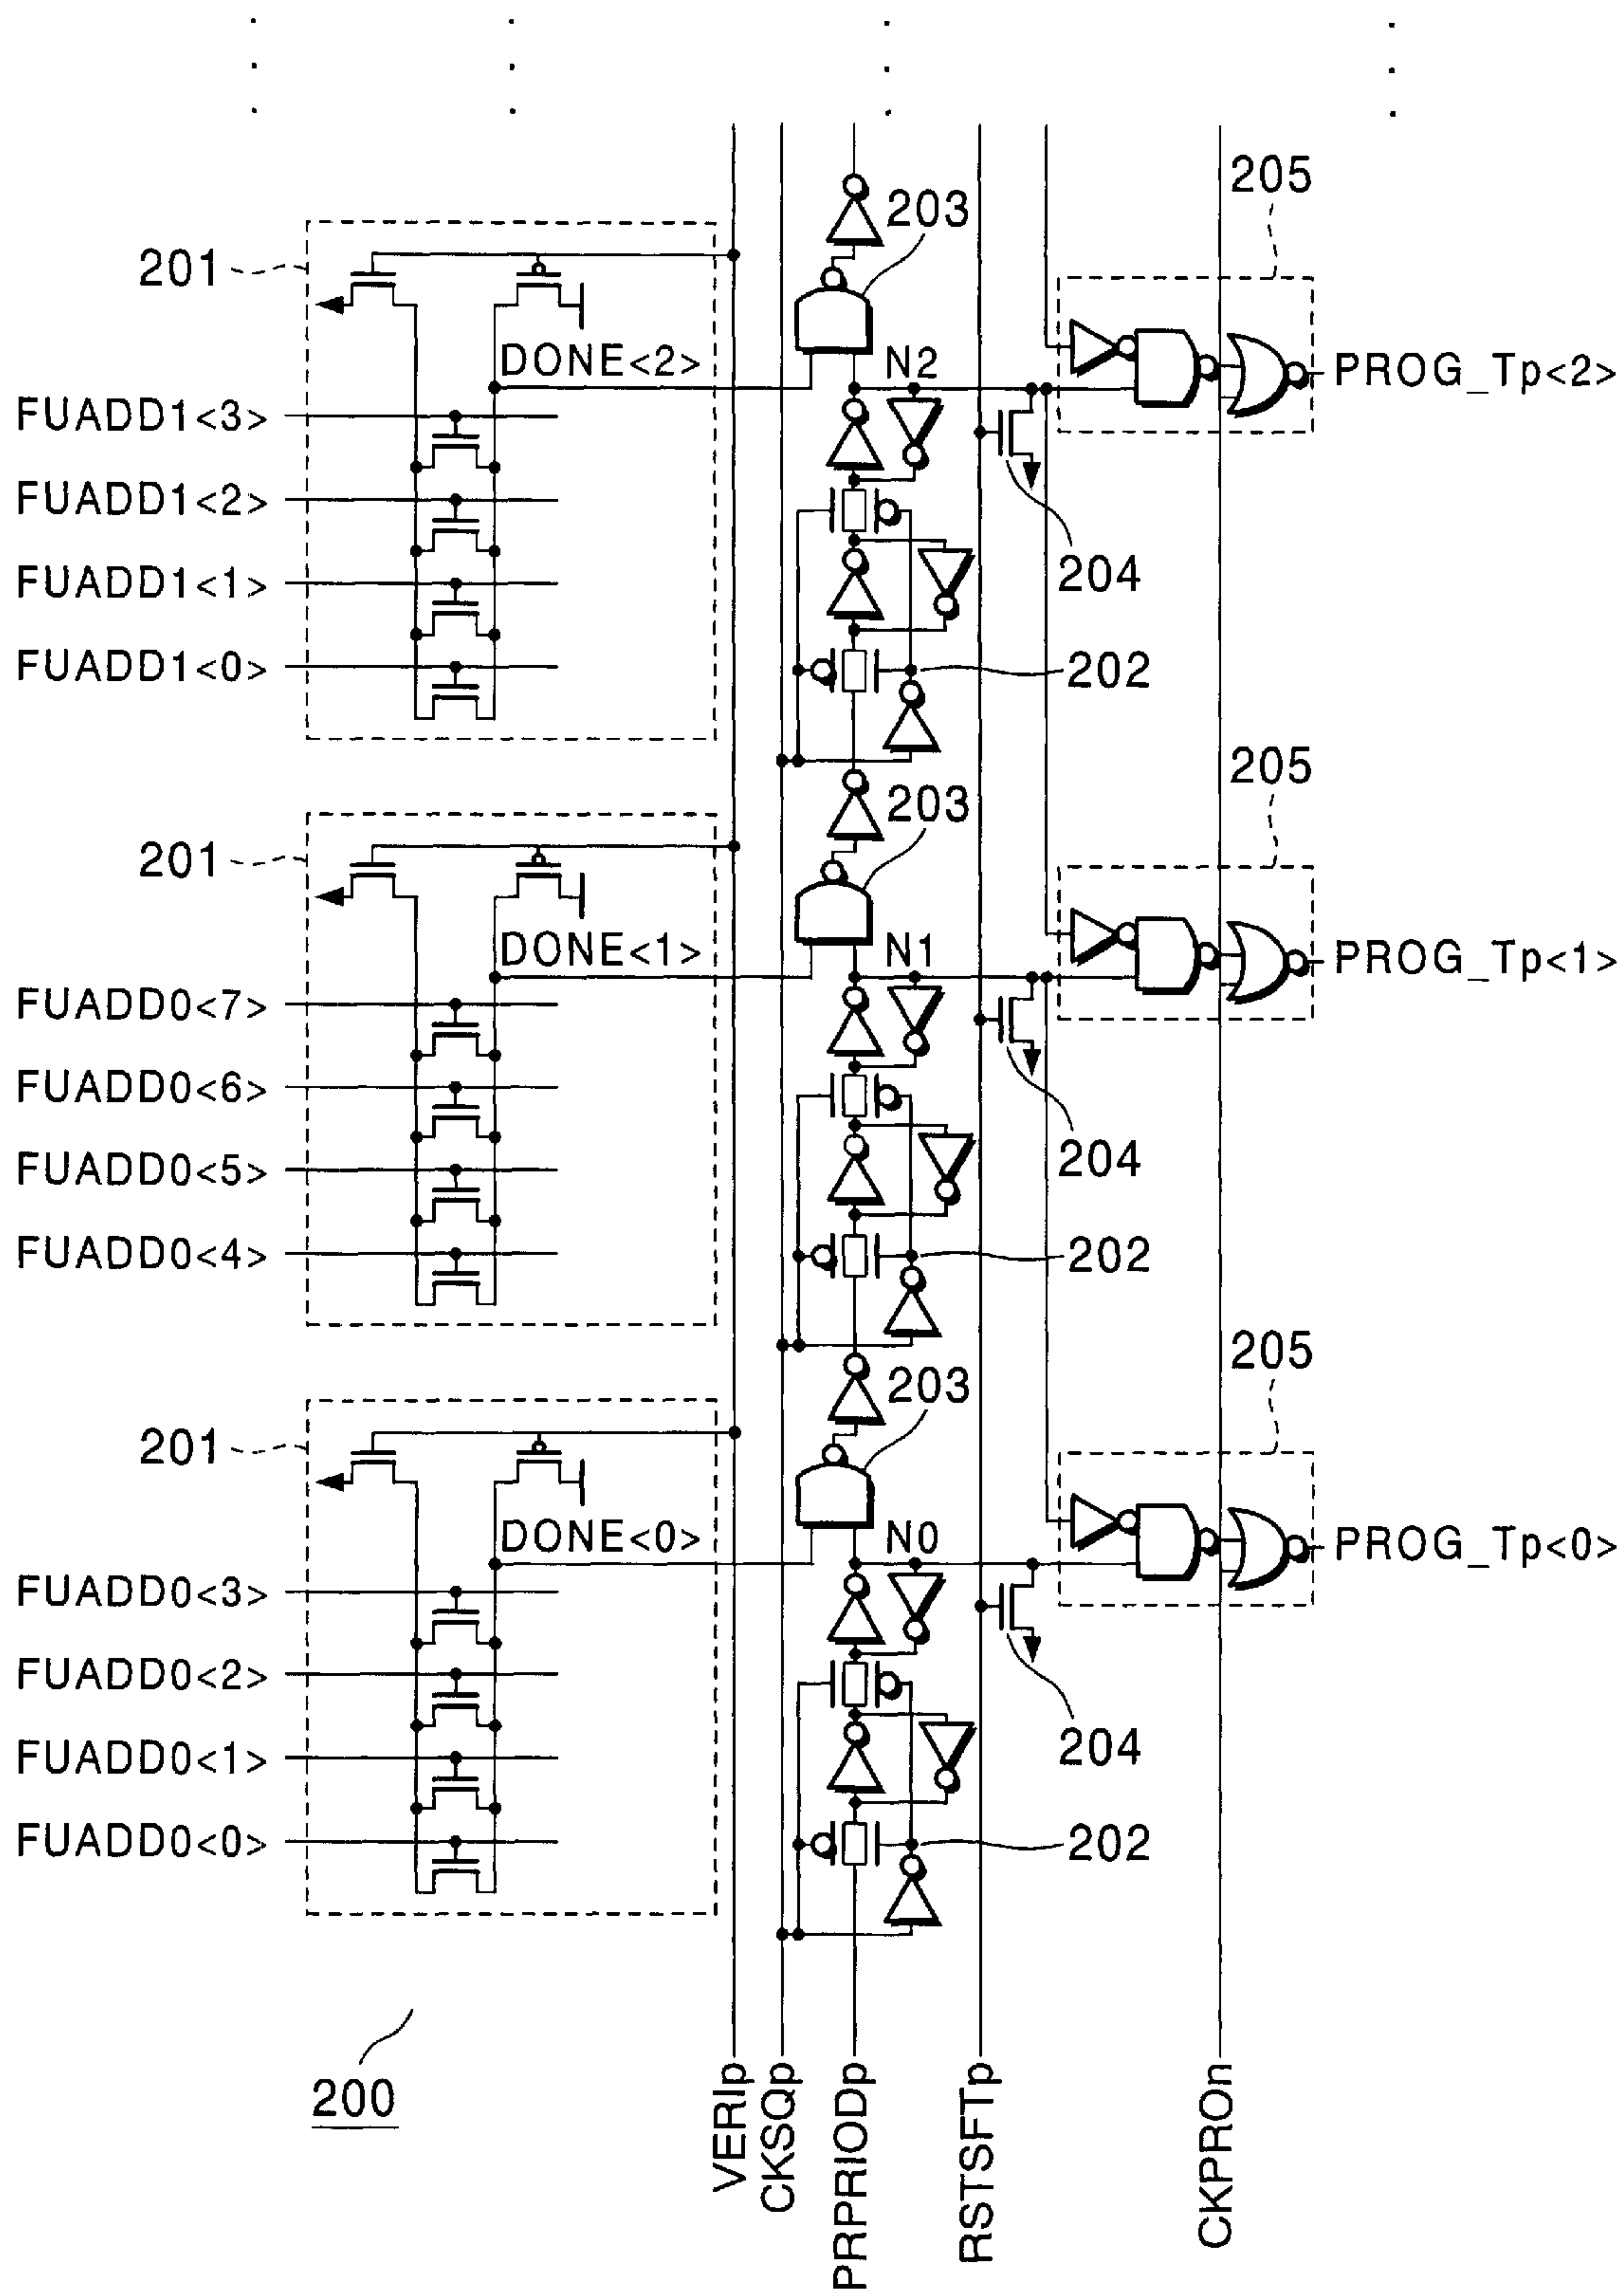 205
203
201
DONE<2>
N2
PROG_Tp<2>
FUADD1<3>
FUADD1<2>
FUADD1<1>
204
FUADD1<0>
202
205
203
201
DONE<1>
N1
PROG_Tp<1>
FUADD0<7>
FUADD0<6>
FUADD0<5>
204
FUADD0<4>
202
205
203
201
DONE<0>
N0
PROG_Tp<0>
FUADD0<3>
FUADD0<2>
FUADD0<1>
204
FUADD0<0>
202
200
VERIp
CKSQp
PRPRIODp
RSTSFTp
CKPROn